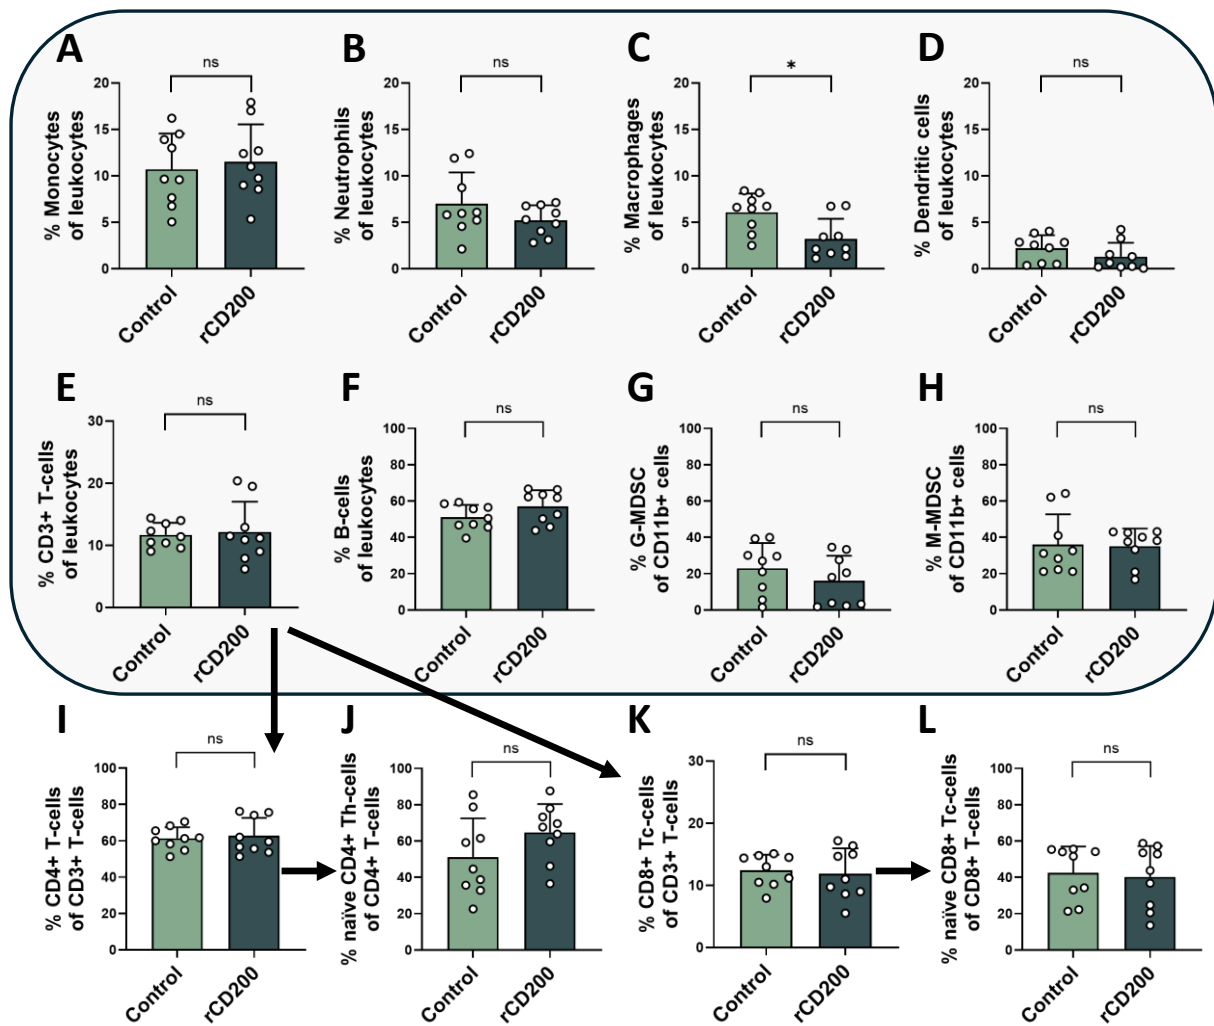 A
B
C
D
ns
ns
*
ns
% Monocytes
of leukocytes
20
15
10
5
0
Control
rCD200
% Neutrophils
of leukocytes
20
15
10
5
0
Control
rCD200
% Macrophages
of leukocytes
20
15
10
5
0
Control
rCD200
% Dendritic cells
of leukocytes
20
15
10
5
0
Control
rCD200
E
F
G
H
ns
ns
ns
ns
% CD3+ T-cells
of leukocytes
30
20
10
0
Control
rCD200
% B-cells
of leukocytes
100
80
60
40
20
0
Control
rCD200
% G-MDSC
of CD11b+ cells
100
80
60
40
20
0
Control
rCD200
% M-MDSC
of CD11b+ cells
100
80
60
40
20
0
Control
rCD200
I
J
K
L
ns
ns
ns
ns
% CD4+ T-cells
of CD3+ T-cells
100
80
60
40
20
0
Control
rCD200
% naïve CD4+ Th-cells
of CD4+ T-cells
100
80
60
40
20
0
Control
rCD200
% CD8+ Tc-cells
of CD3+ T-cells
30
20
10
0
Control
rCD200
% naïve CD8+ Tc-cells
of CD8+ T-cells
100
80
60
40
20
0
Control
rCD200